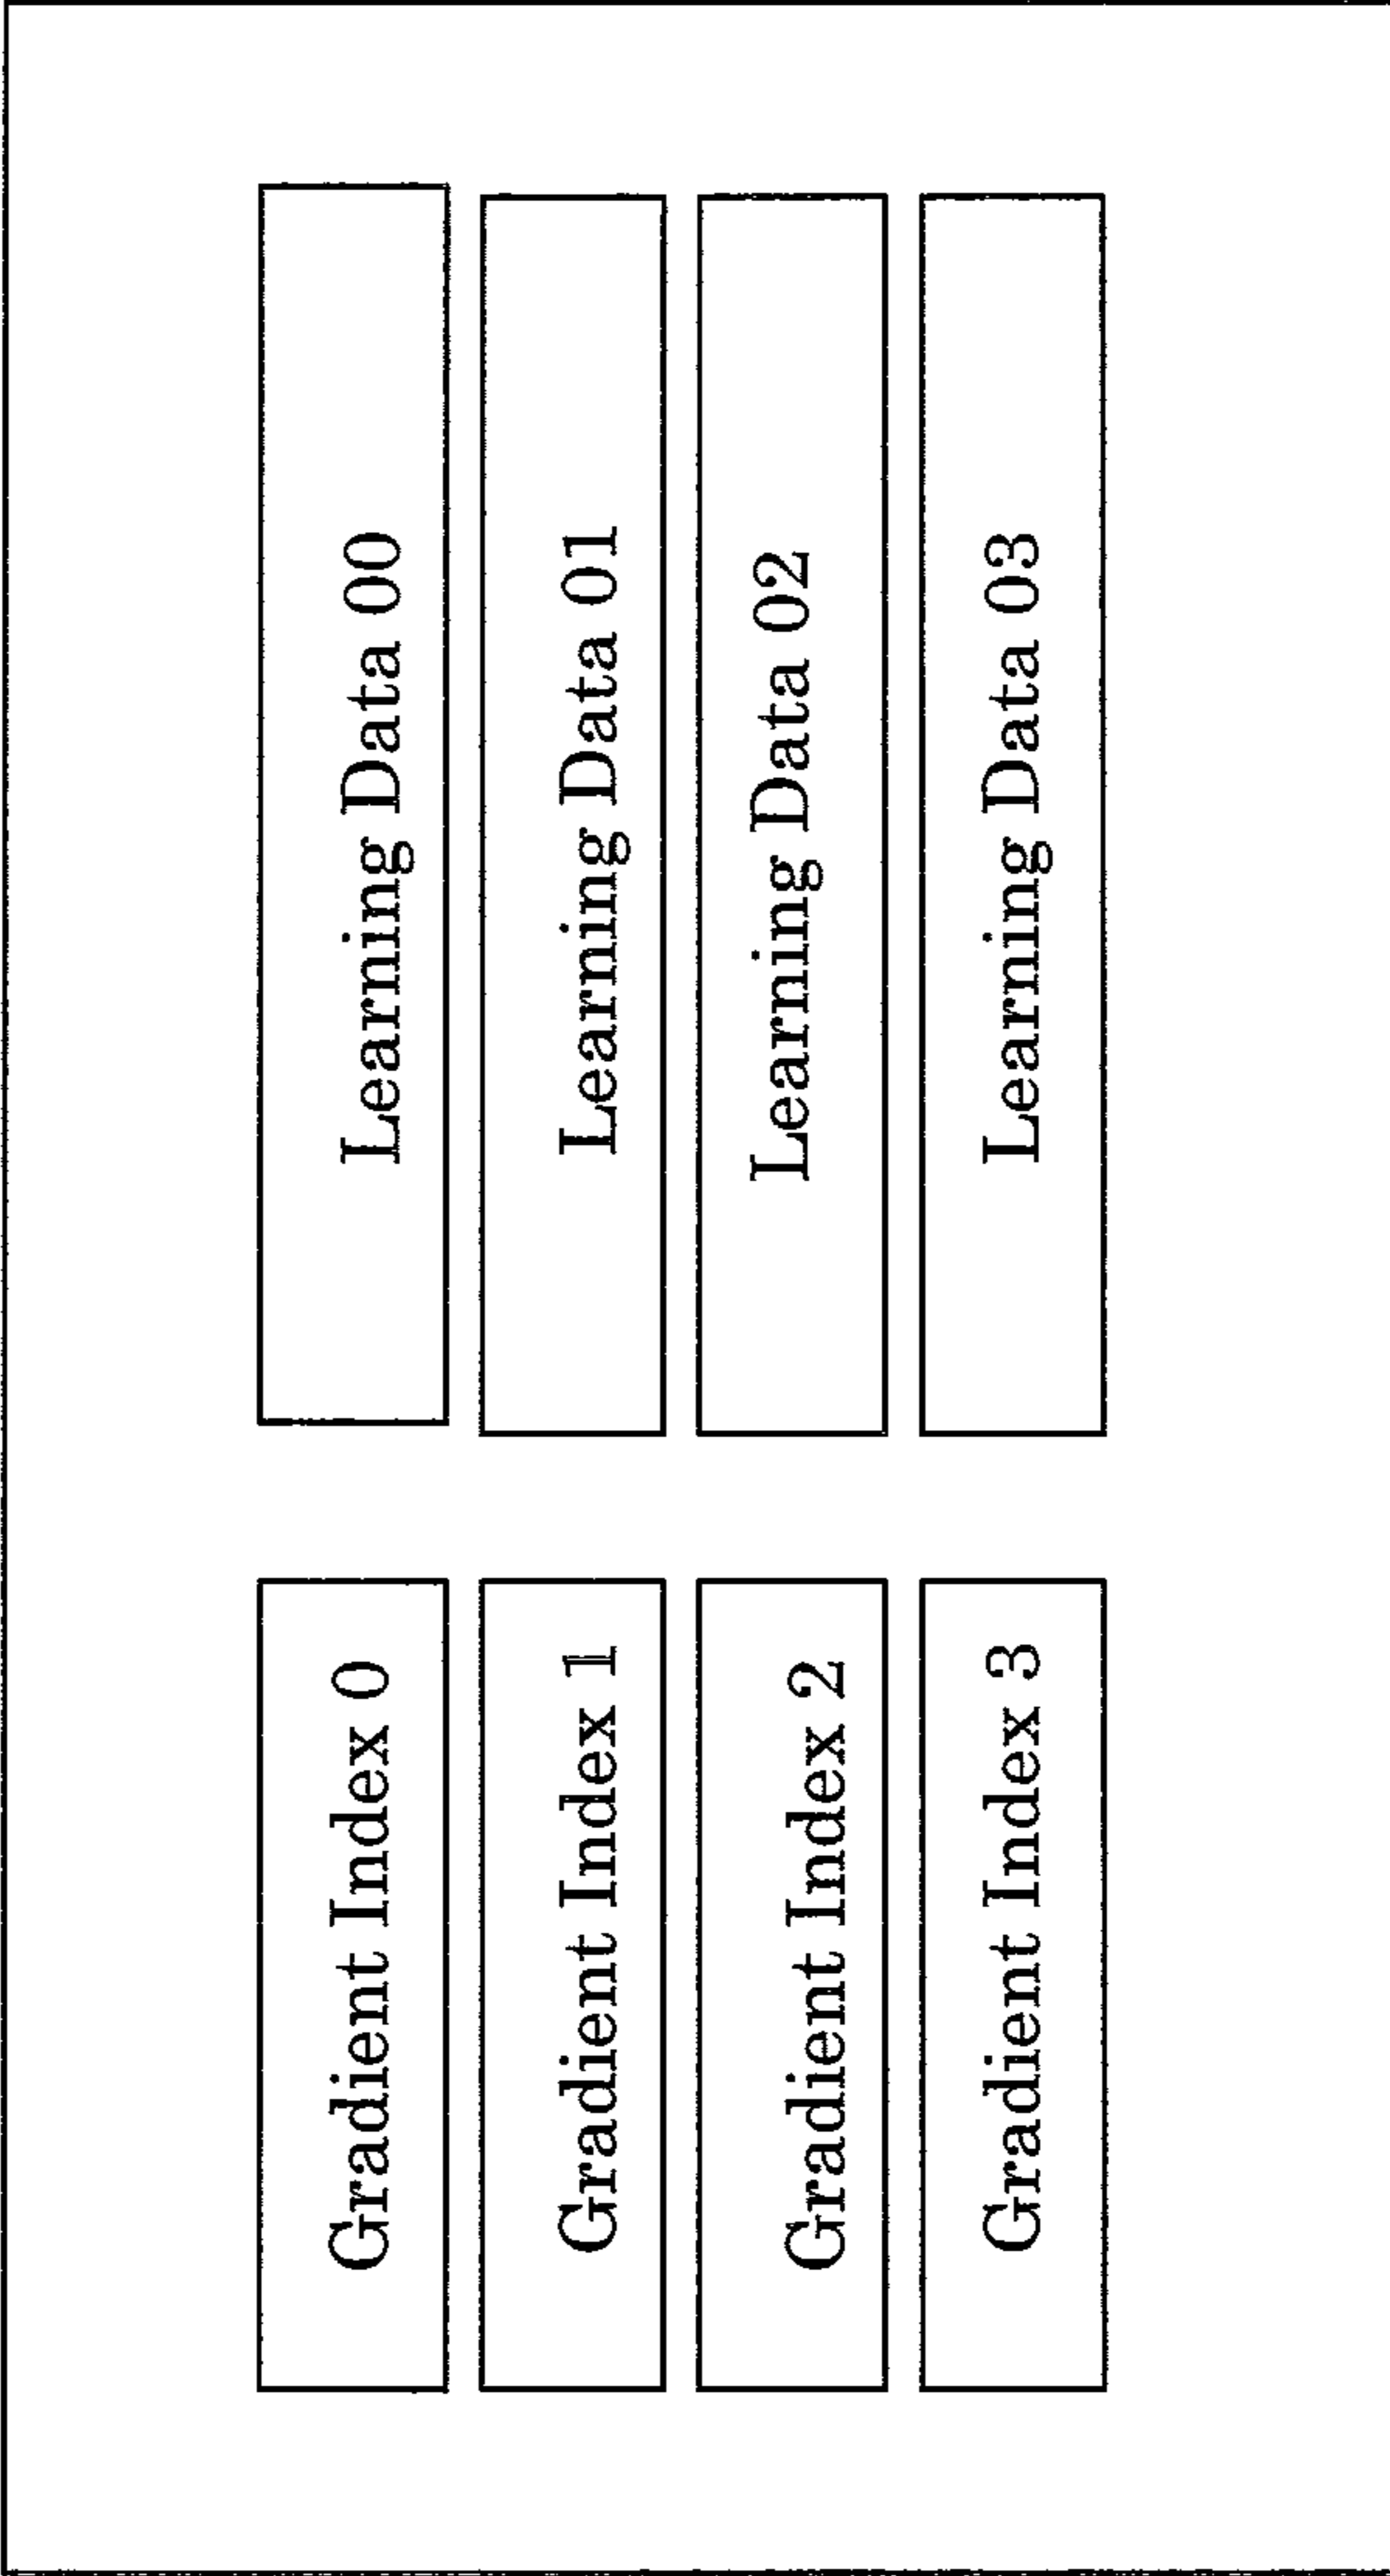 Gradient Index 0
Learning Data 00
Gradient Index 1
Learning Data 01
Gradient Index 2
Learning Data 02
Gradient Index 3
Learning Data 03